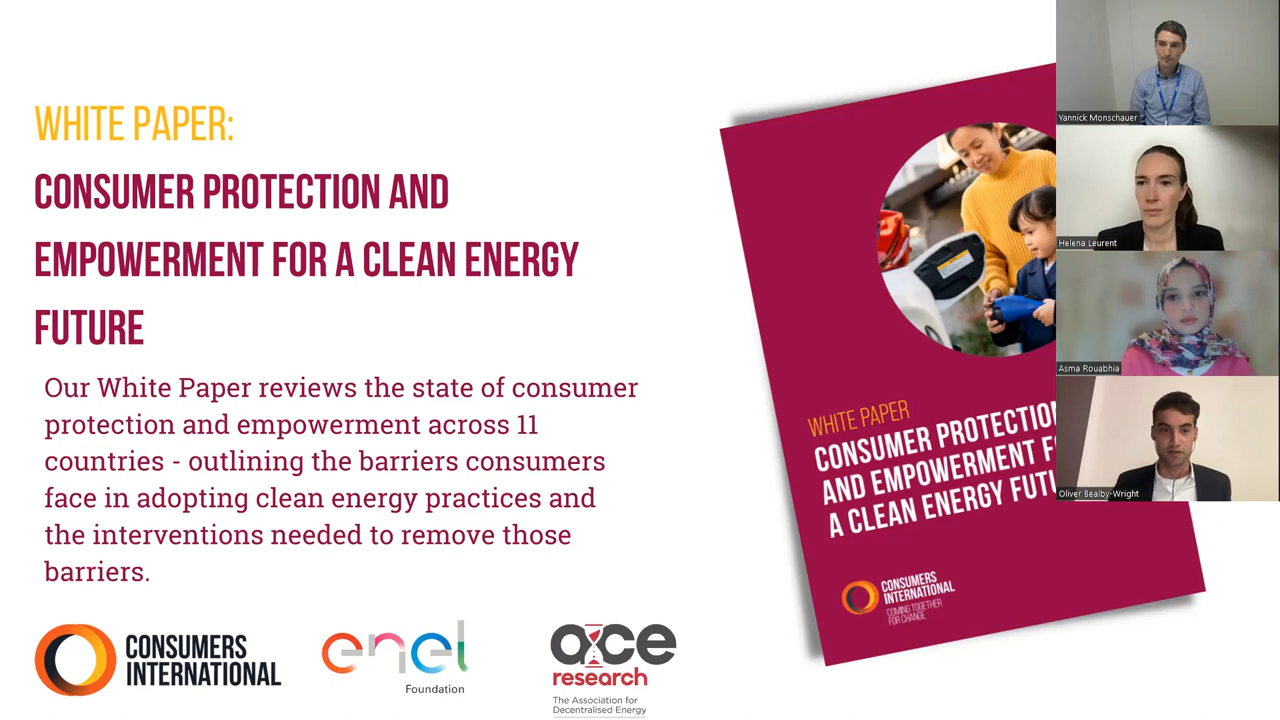 WHITE PAPER:
CONSUMER PROTECTION AND
EMPOWERMENT FOR A CLEAN ENERGY
FUTURE
Our White Paper reviews the state of consumer
protection and empowerment across 11
countries - outlining the barriers consumers
face in adopting clean energy practices and
the interventions needed to remove those
barriers.
CONSUMERS
INTERNATIONAL
enel
Foundation
ace
research
The Association for
Decentralised Energy
WHITE PAPER
CONSUMER PROTECTION
AND EMPOWERMENT F
A CLEAN ENERGY FUTU
CONSUMERS
INTERNATIONAL
COMING TOGETHER
FOR CHANGE
Yannick Monschauer
Helena Leurent
Asma Rouabhia
Oliver Bealby-Wright